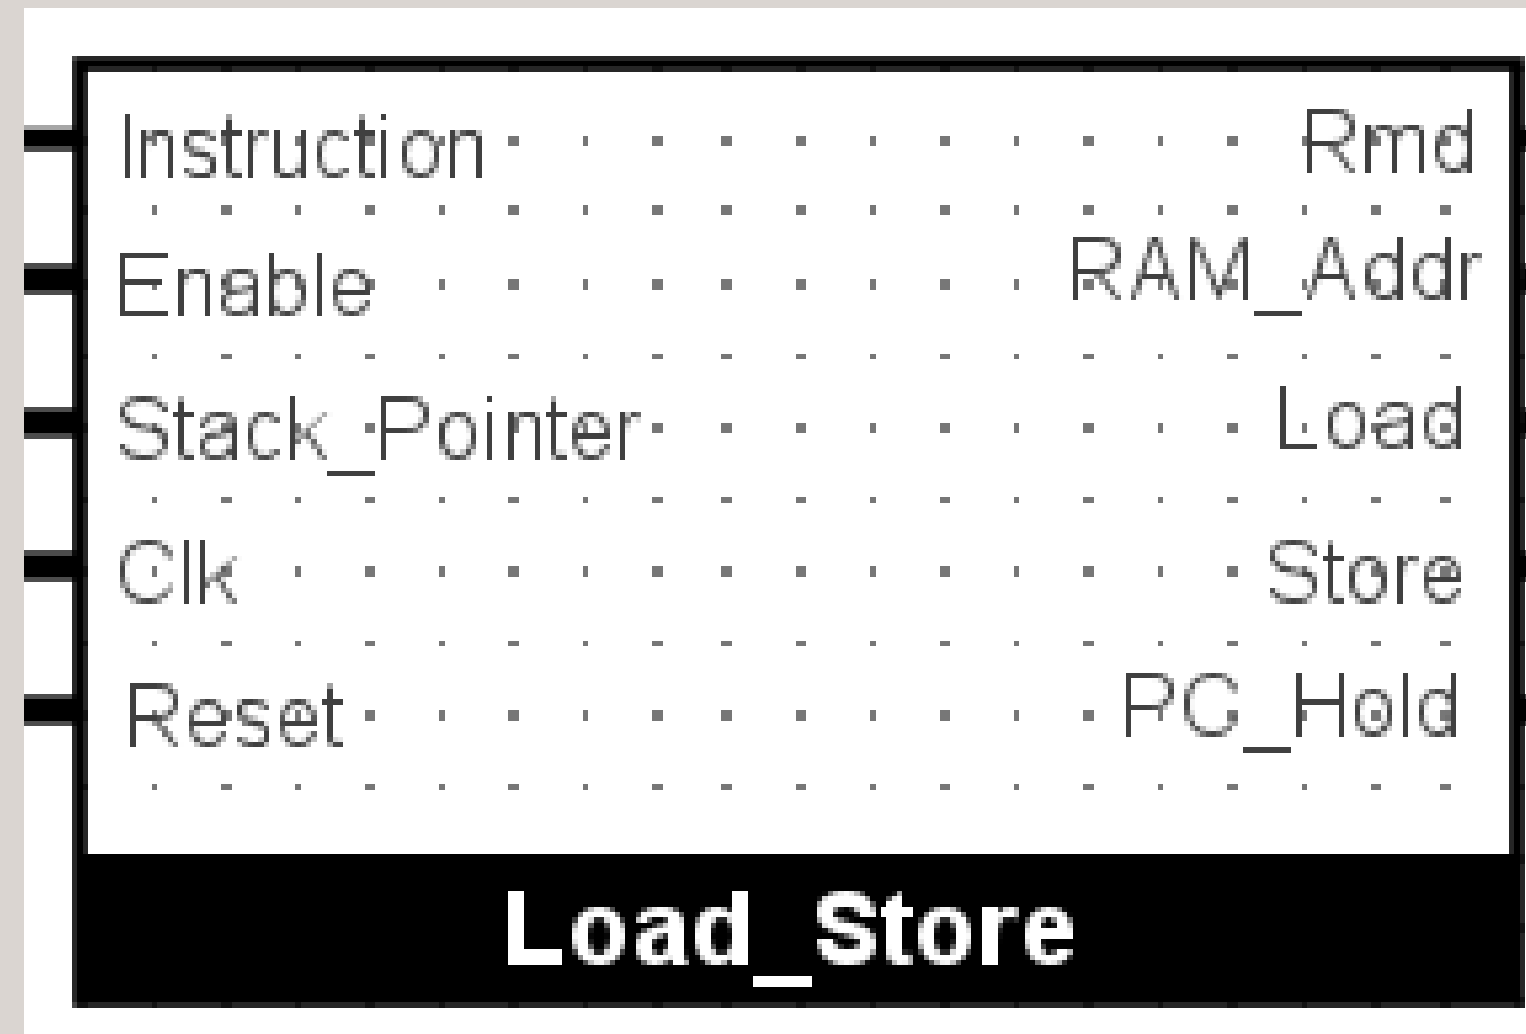 Instruction Rmd
Enable RAM_Addr
Stack_Pointer Load
Clk Store
Reset PC_Hold
Load_Store